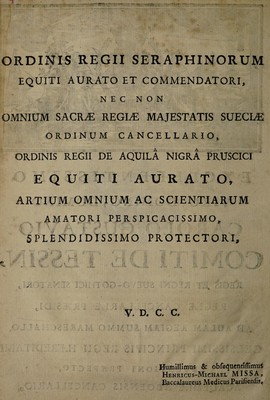 ORDINIS REGII SERAPHINORUM
EQUITI AURATO ET COMMENDATORI,
NEC NON
OMNIUM SACRÆ REGIÆ MAJESTATIS SUECIÆ
ORDINUM CANCELLARIO,
ORDINIS REGII DE AQUILÂ NIGRÂ PRUSCICI
EQUITI AURATO,
ARTIUM OMNIUM AC SCIENTIARUM
AMATORI PERSPICACISSIMO,
SPLENDIDISSIMO PROTECTORI,
V. D. C. C.
Humillimus & obsequentissimus
HENRICUS-MICHAEL MISSA,
Baccalaureus Medicus Parisiensis.